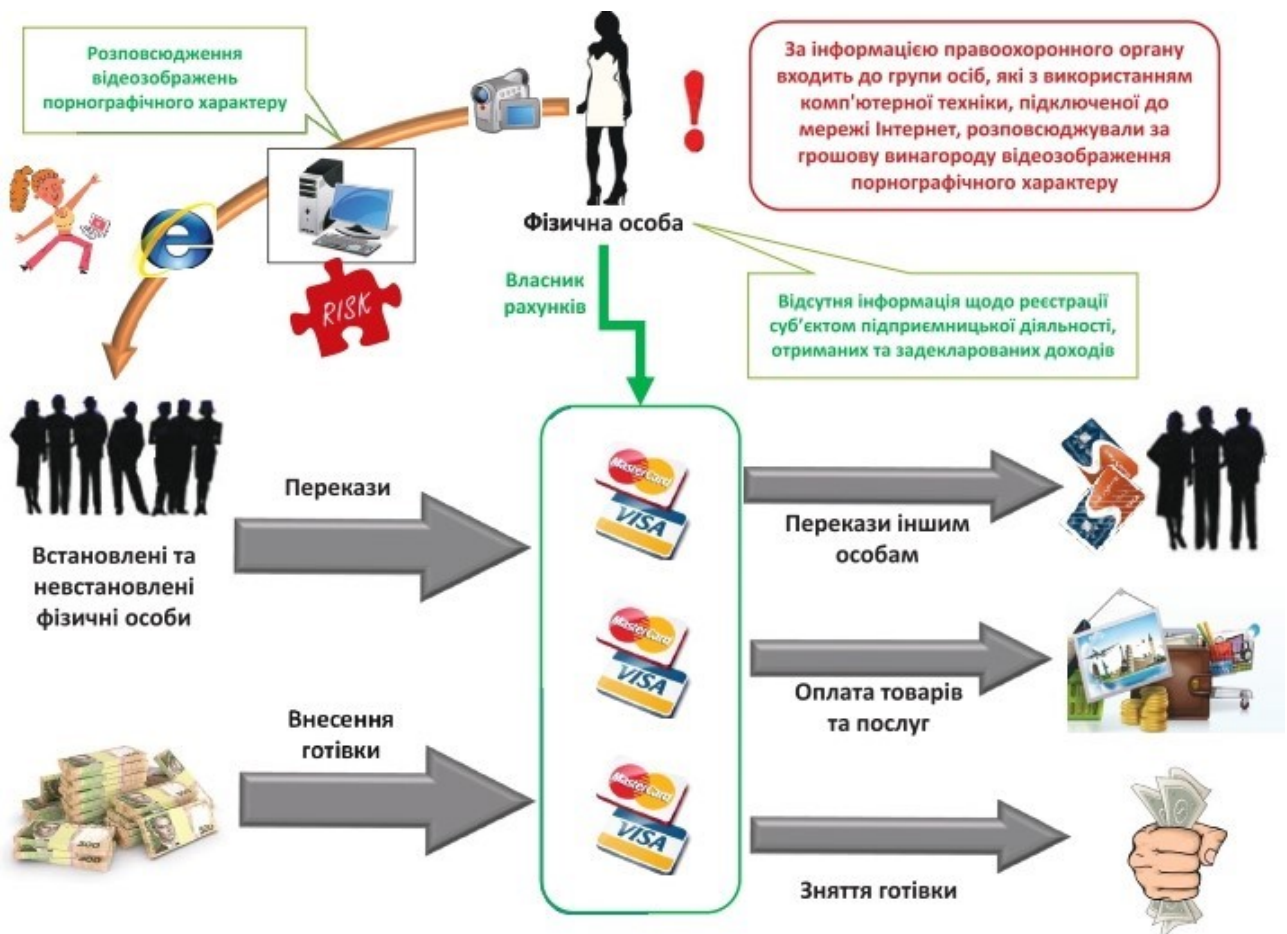 Розповсюдження
відеозображень
порнографічного характеру
За інформацією правоохоронного органу
входить до групи осіб, які з використанням
комп'ютерної техніки, підключеної до
мережі Інтернет, розповсюджували за
грошову винагороду відеозображення
порнографічного характеру
Фізична особа
RISK
Власник
рахунків
Відсутня інформація щодо реєстрації
суб’єктом підприємницької діяльності,
отриманих та задекларованих доходів
Встановлені та
невстановлені
фізичні особи
Перекази
MasterCard
VISA
Перекази іншим
особам
MasterCard
VISA
Оплата товарів
та послуг
Внесення
готівки
500
MasterCard
VISA
Зняття готівки